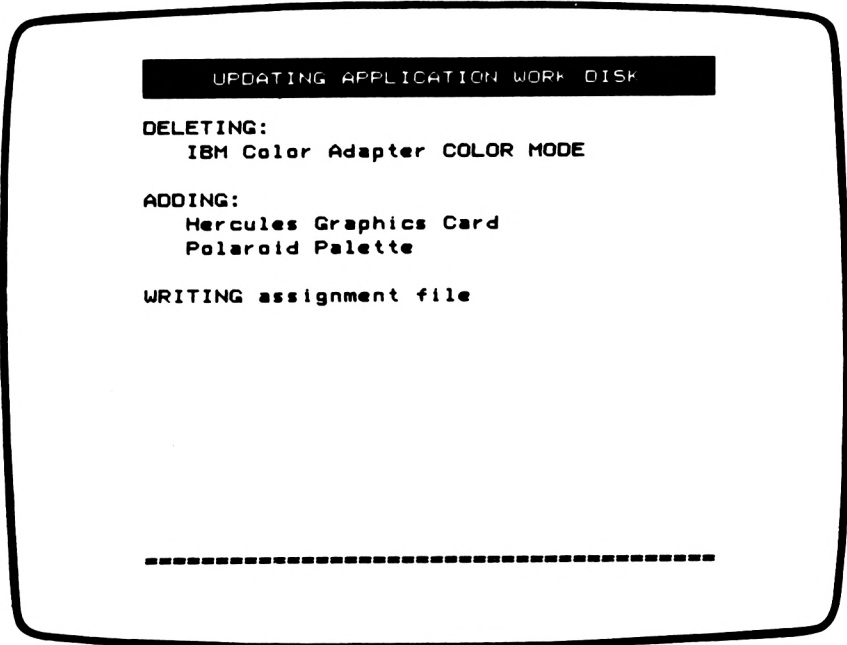 UPDATING APPLICATION WORK DISK
DELETING:
IBM Color Adapter COLOR MODE
ADDING:
Hercules Graphics Card
Polaroid Palette
WRITING assignment file